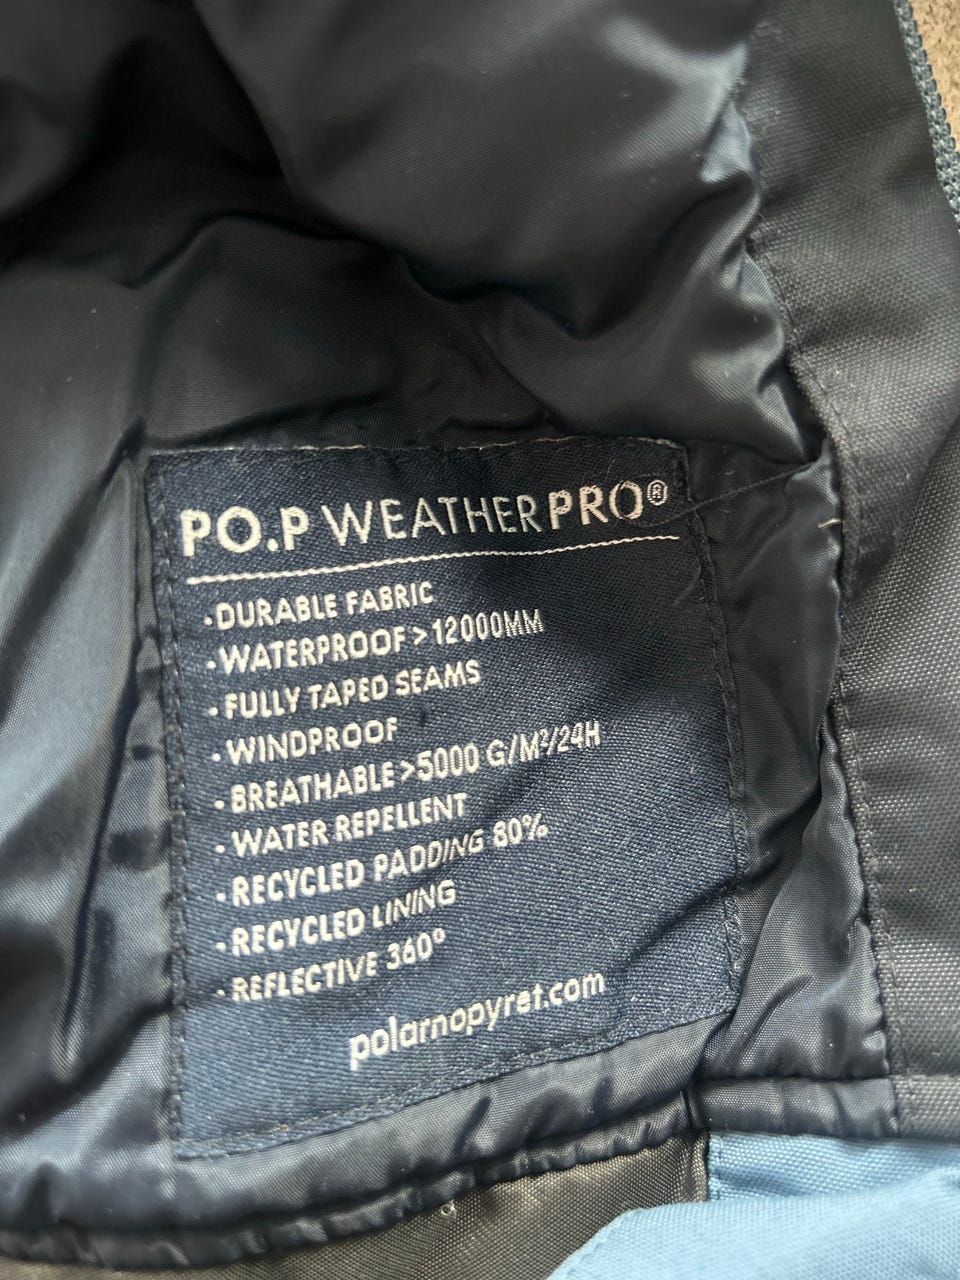 PO.P WEATHERPRO®
• DURABLE FABRIC
• WATERPROOF > 12000MM
• FULLY TAPED SEAMS
• WINDPROOF
• BREATHABLE >5000 G/M²/24H
• WATER REPELLENT
• RECYCLED PADDING 80%
• RECYCLED LINING
• REFLECTIVE 360°
polarnopyret.com